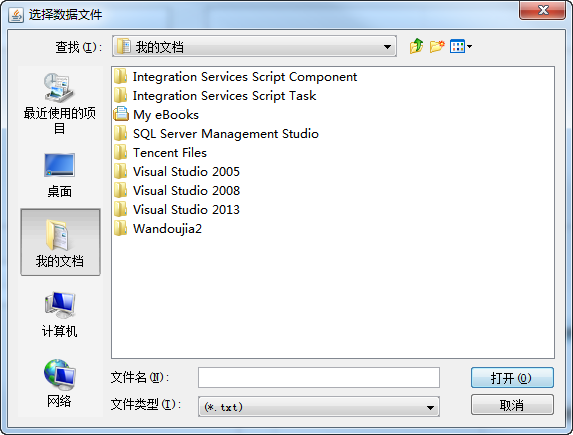 选择数据文件
查找(I):
我的文档
最近使用的项
目
桌面
我的文档
计算机
网络
Integration Services Script Component
Integration Services Script Task
My eBooks
SQL Server Management Studio
Tencent Files
Visual Studio 2005
Visual Studio 2008
Visual Studio 2013
Wandoujia2
文件名(N):
打开(O)
文件类型(I):
(*.txt)
取消